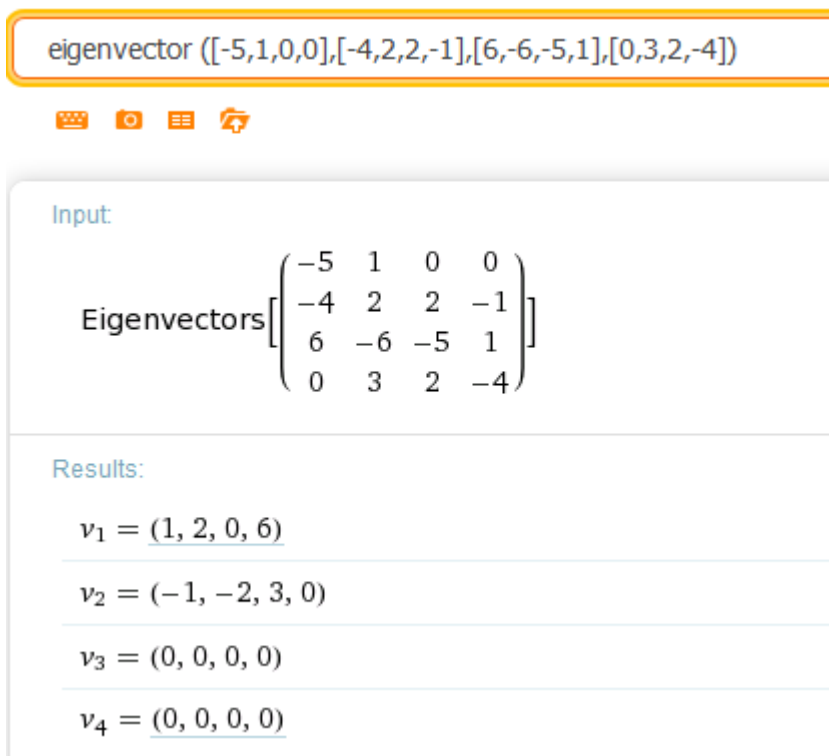 eigenvector ([-5,1,0,0],[-4,2,2,-1],[6,-6,-5,1],[0,3,2,-4])
Input:
−5 1 0 0
−4 2 2 −1
Eigenvectors[( )]
6 −6 −5 1
0 3 2 −4
Results:
v1 = (1, 2, 0, 6)
v2 = (−1, −2, 3, 0)
v3 = (0, 0, 0, 0)
v4 = (0, 0, 0, 0)